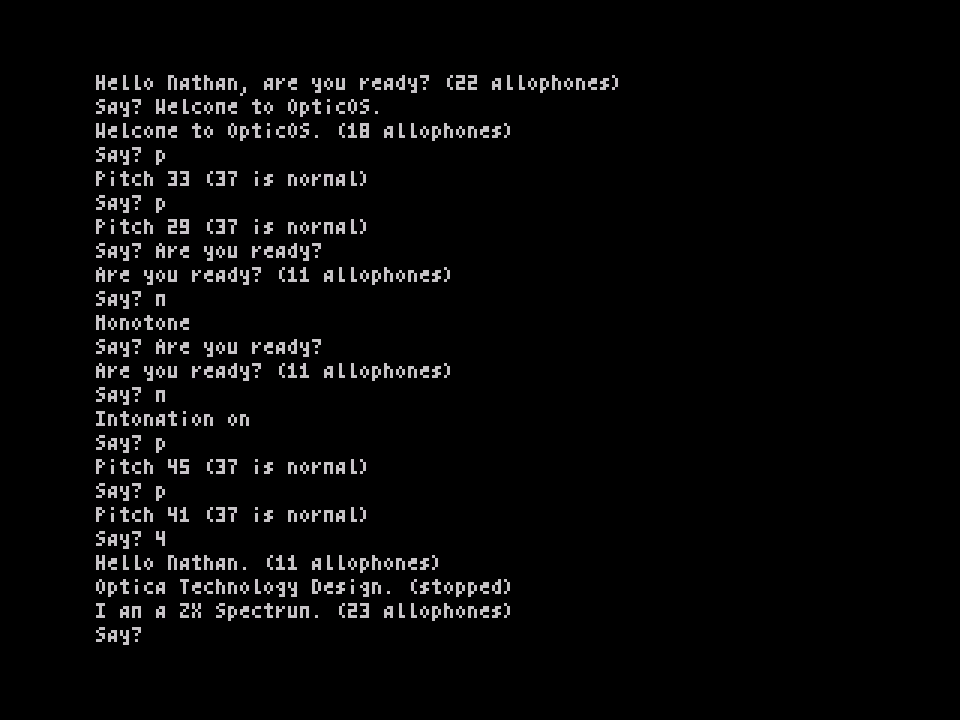 Hello Nathan, are you ready? (22 allophones)
Say? Welcome to OpticOS.
Welcome to OpticOS. (18 allophones)
Say? p
Pitch 33 (37 is normal)
Say? p
Pitch 29 (37 is normal)
Say? Are you ready?
Are you ready? (11 allophones)
Say? m
Monotone
Say? Are you ready?
Are you ready? (11 allophones)
Say? m
Intonation on
Say? p
Pitch 45 (37 is normal)
Say? p
Pitch 41 (37 is normal)
Say? 4
Hello Nathan. (11 allophones)
Optica Technology Design. (stopped)
I am a ZX Spectrum. (23 allophones)
Say?